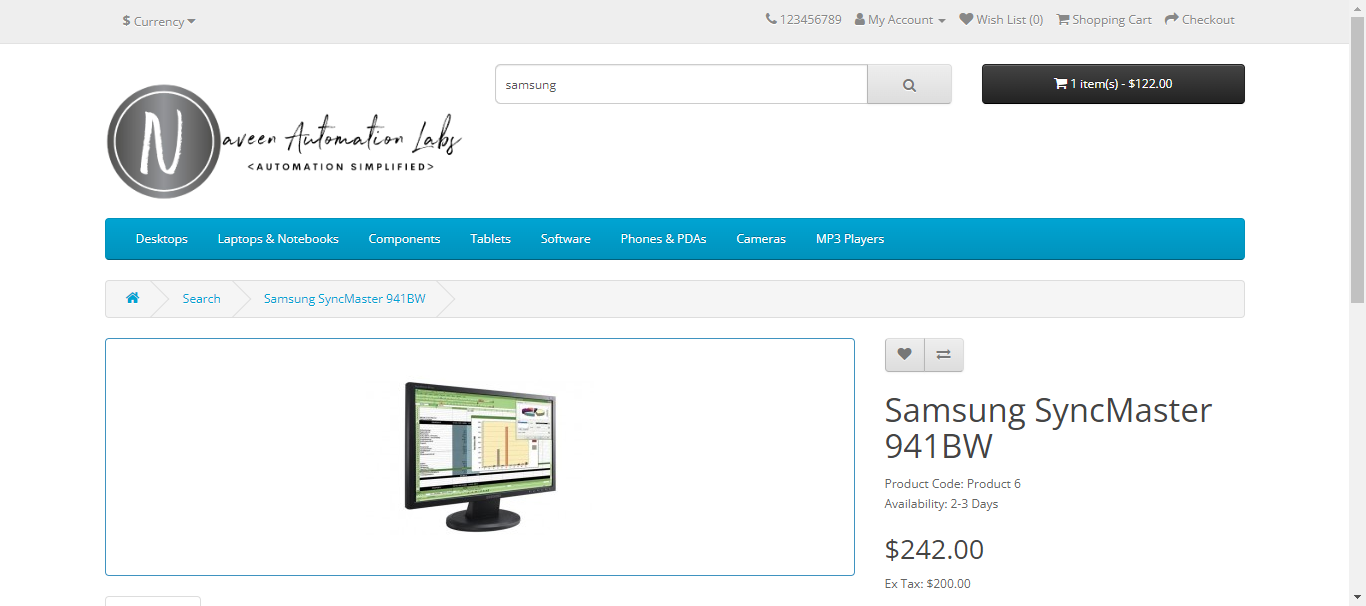 $ Currency
123456789 My Account Wish List (0) Shopping Cart Checkout
samsung
1 item(s) - $122.00
N aveen Automation Labs
<AUTOMATION SIMPLIFIED>
Desktops Laptops & Notebooks Components Tablets Software Phones & PDAs Cameras MP3 Players
Search Samsung SyncMaster 941BW
Samsung SyncMaster
941BW
Product Code: Product 6
Availability: 2-3 Days
$242.00
Ex Tax: $200.00